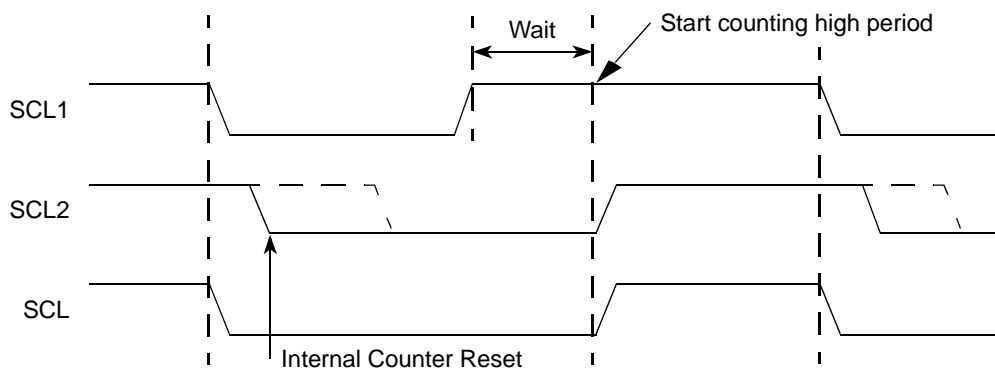 Start counting high period
Wait
SCL1
SCL2
SCL
Internal Counter Reset